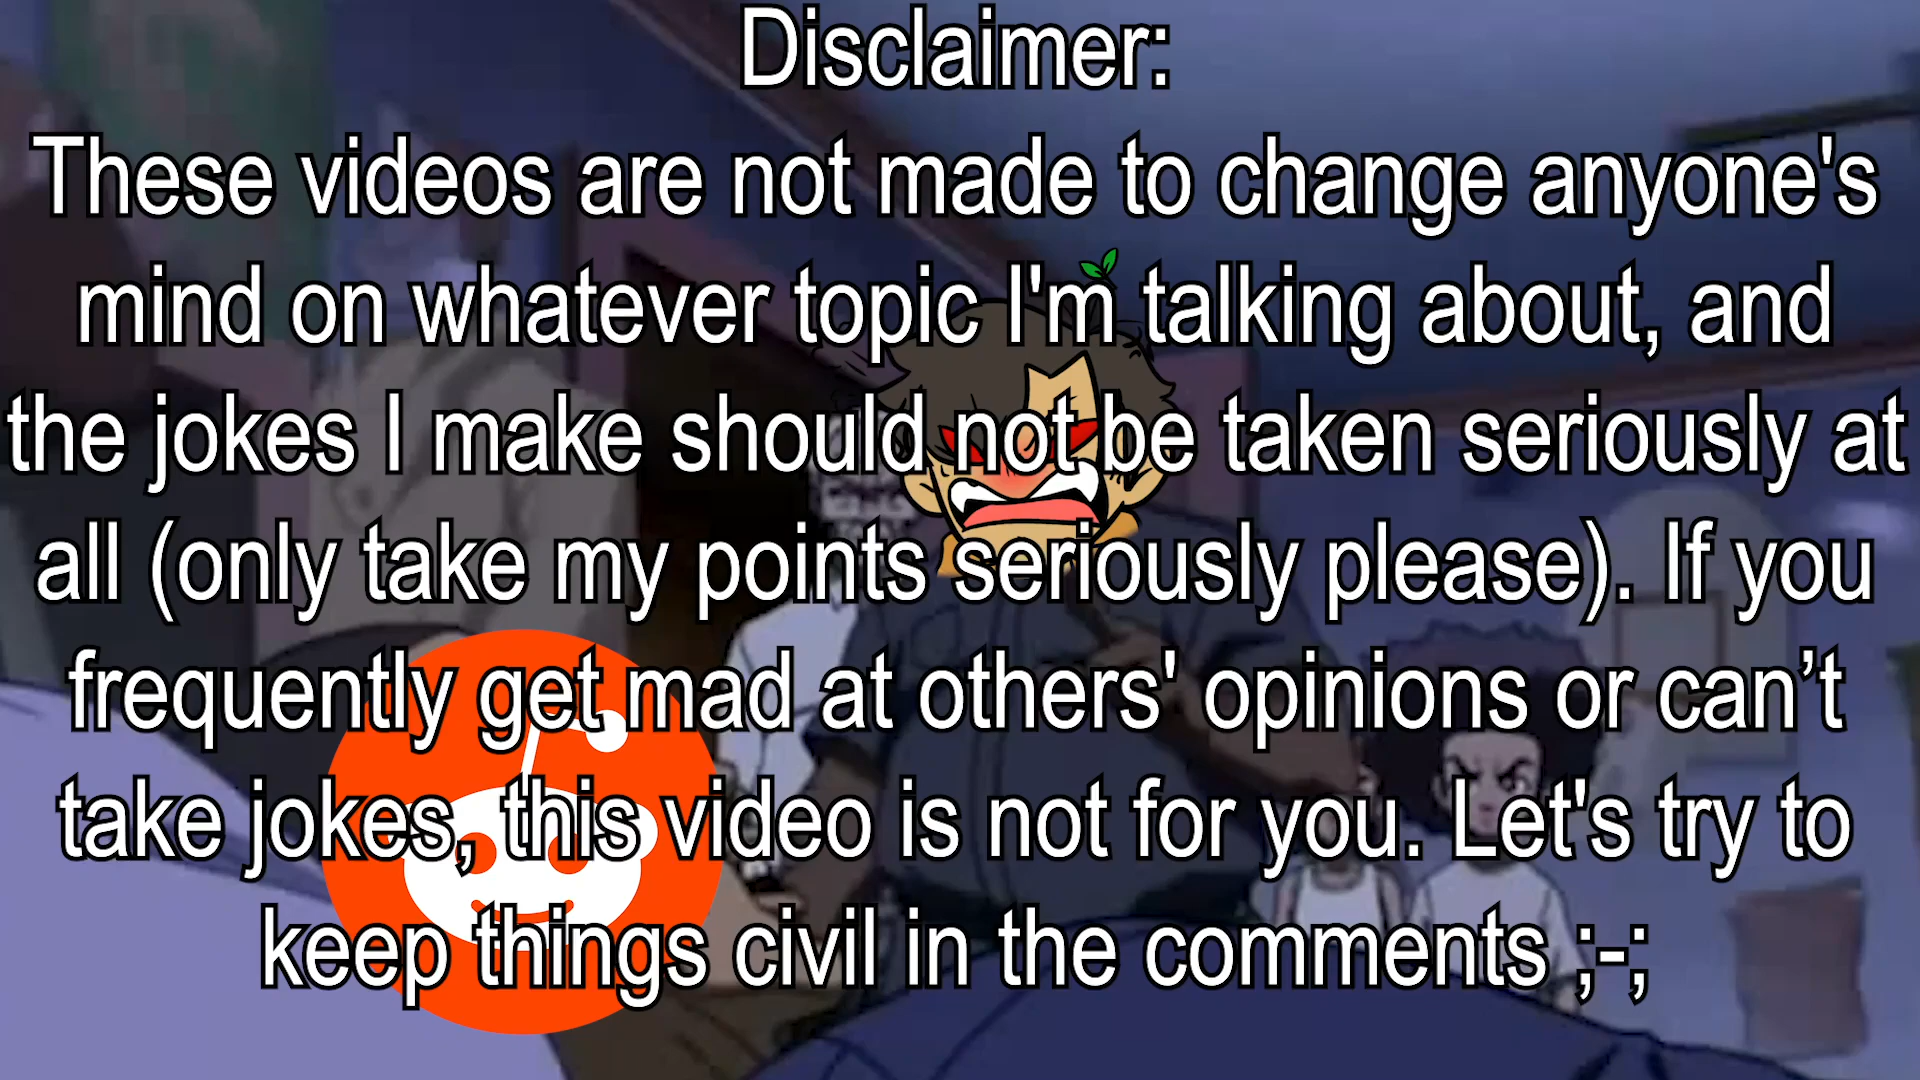 Disclaimer:
These videos are not made to change anyone's
mind on whatever topic I'm talking about, and
the jokes I make should not be taken seriously at
all (only take my points seriously please). If you
frequently get mad at others' opinions or can’t
take jokes, this video is not for you. Let's try to
keep things civil in the comments ;-;